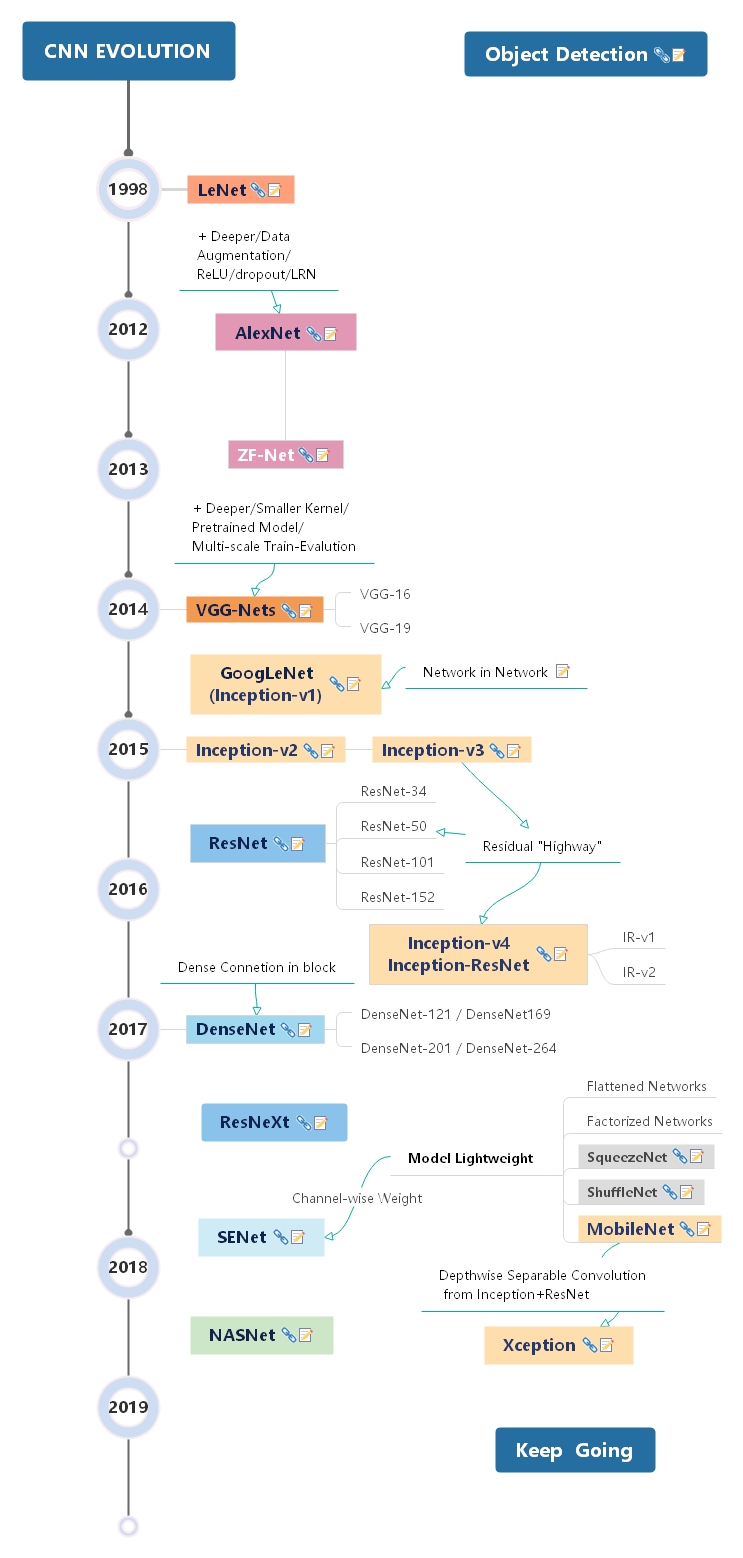 CNN EVOLUTION
Object Detection
1998
LeNet
+ Deeper/Data
Augmentation/
ReLU/dropout/LRN
2012
AlexNet
ZF-Net
2013
+ Deeper/Smaller Kernel/
Pretrained Model/
Multi-scale Train-Evalution
2014
VGG-Nets
VGG-16
VGG-19
GoogLeNet
(Inception-v1)
Network in Network
2015
Inception-v2
Inception-v3
ResNet-34
ResNet-50
ResNet
Residual "Highway"
ResNet-101
ResNet-152
2016
Inception-v4
Inception-ResNet
IR-v1
IR-v2
Dense Connetion in block
2017
DenseNet
DenseNet-121 / DenseNet169
DenseNet-201 / DenseNet-264
Flattened Networks
ResNeXt
Factorized Networks
Model Lightweight
SqueezeNet
ShuffleNet
Channel-wise Weight
MobileNet
SENet
2018
Depthwise Separable Convolution
from Inception+ResNet
NASNet
Xception
2019
Keep Going